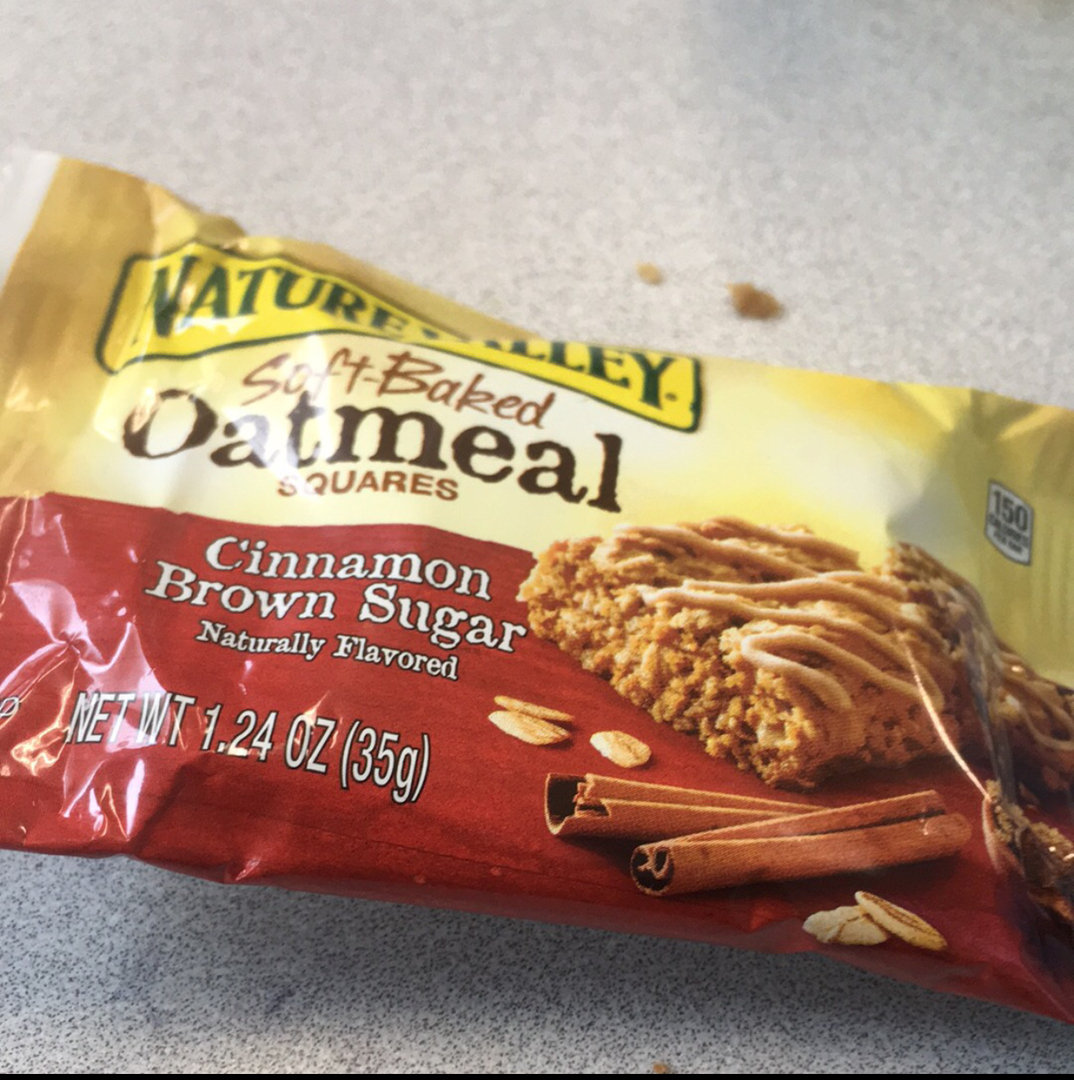 NATURE VALLEY
Soft-Baked
Oatmeal
SQUARES
150
Cinnamon
Brown Sugar
Naturally Flavored
NET WT 1.24 OZ (35g)